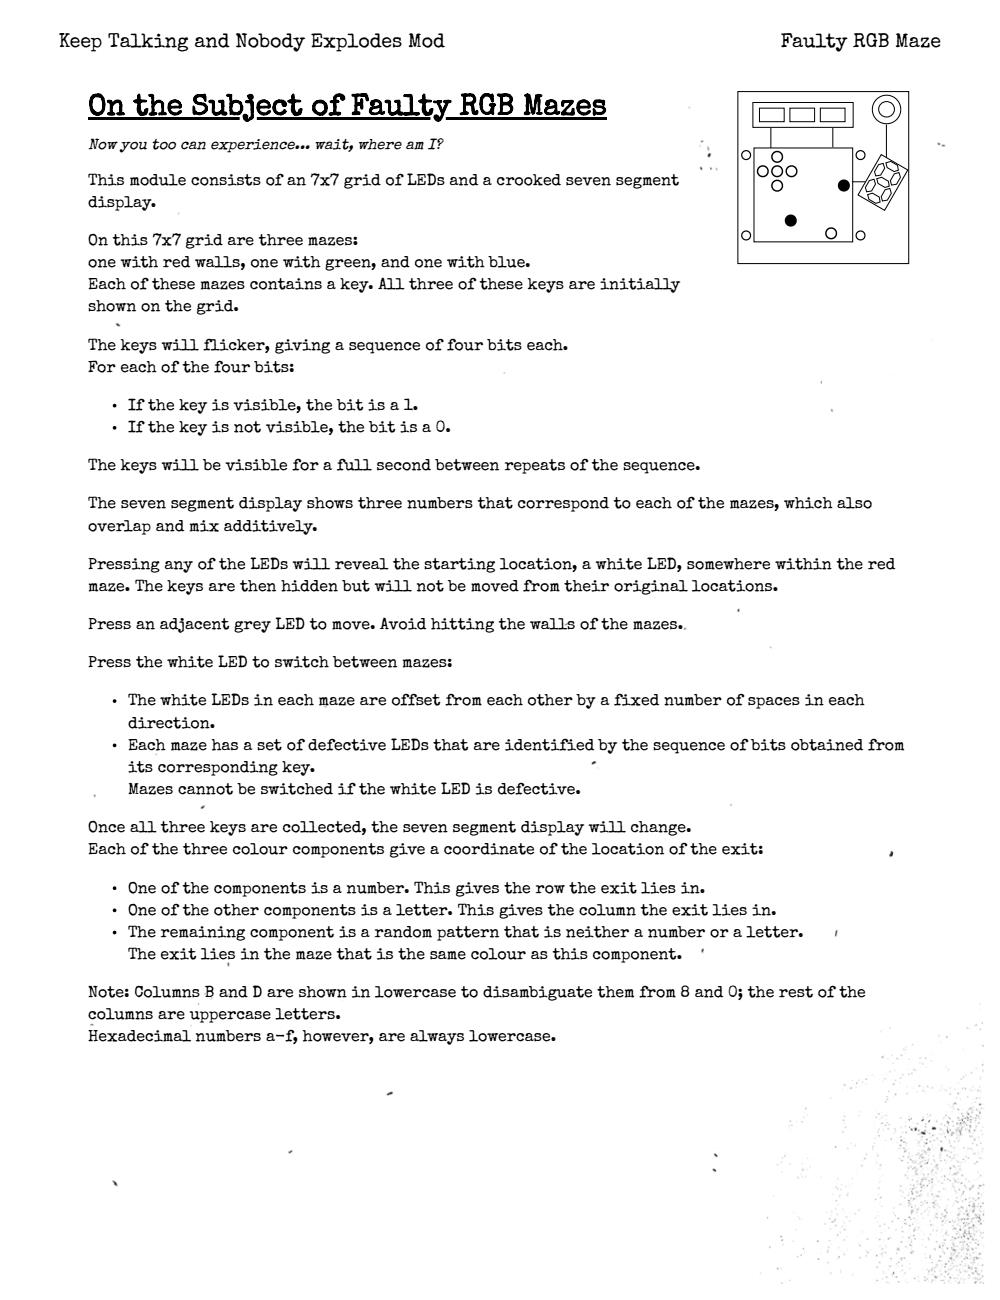 Keep Talking and Nobody Explodes Mod
Faulty RGB Maze
On the Subject of Faulty RGB Mazes
Now you too can experience... wait, where am I?
This module consists of an 7x7 grid of LEDs and a crooked seven segment
display.
On this 7x7 grid are three mazes:
one with red walls, one with green, and one with blue.
Each of these mazes contains a key. All three of these keys are initially
shown on the grid.
The keys will flicker, giving a sequence of four bits each.
For each of the four bits:
• If the key is visible, the bit is a 1.
• If the key is not visible, the bit is a 0.
The keys will be visible for a full second between repeats of the sequence.
The seven segment display shows three numbers that correspond to each of the mazes, which also
overlap and mix additively.
Pressing any of the LEDs will reveal the starting location, a white LED, somewhere within the red
maze. The keys are then hidden but will not be moved from their original locations.
Press an adjacent grey LED to move. Avoid hitting the walls of the mazes.
Press the white LED to switch between mazes:
• The white LEDs in each maze are offset from each other by a fixed number of spaces in each
direction.
• Each maze has a set of defective LEDs that are identified by the sequence of bits obtained from
its corresponding key.
Mazes cannot be switched if the white LED is defective.
Once all three keys are collected, the seven segment display will change.
Each of the three colour components give a coordinate of the location of the exit:
• One of the components is a number. This gives the row the exit lies in.
• One of the other components is a letter. This gives the column the exit lies in.
• The remaining component is a random pattern that is neither a number or a letter.
The exit lies in the maze that is the same colour as this component.
Note: Columns B and D are shown in lowercase to disambiguate them from 8 and 0; the rest of the
columns are uppercase letters.
Hexadecimal numbers a-f, however, are always lowercase.